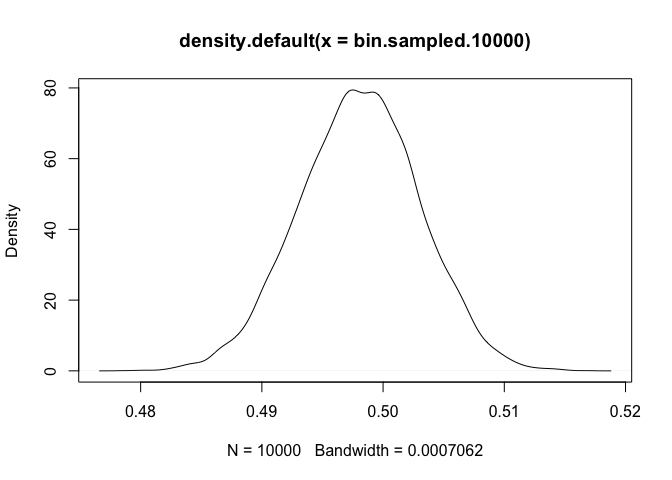 density.default(x = bin.sampled.10000)
Density
80
60
40
20
0
0.48 0.49 0.50 0.51 0.52
N = 10000 Bandwidth = 0.0007062